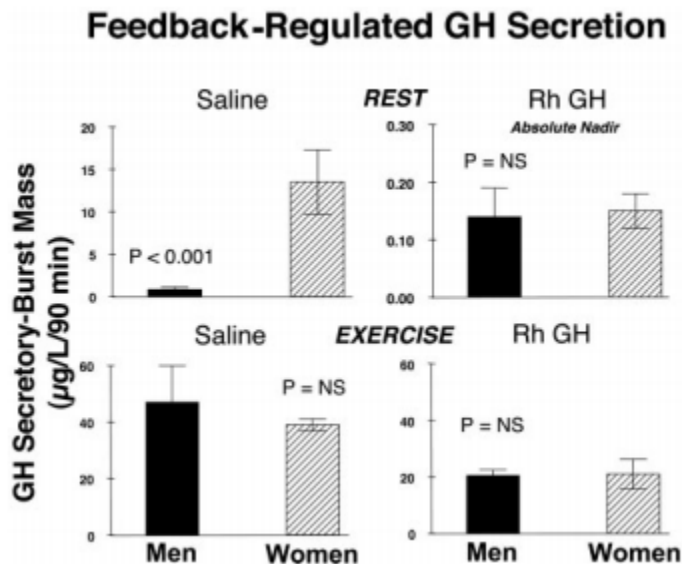 Feedback-Regulated GH Secretion
Saline
REST
Rh GH
Absolute Nadir
GH Secretory-Burst Mass
(µg/L/90 min)
20
15
10
5
0
P < 0.001
0.30
0.20
0.10
0.00
P = NS
Saline
EXERCISE
Rh GH
60
40
20
0
P = NS
60
40
20
0
P = NS
Men
Women
Men
Women